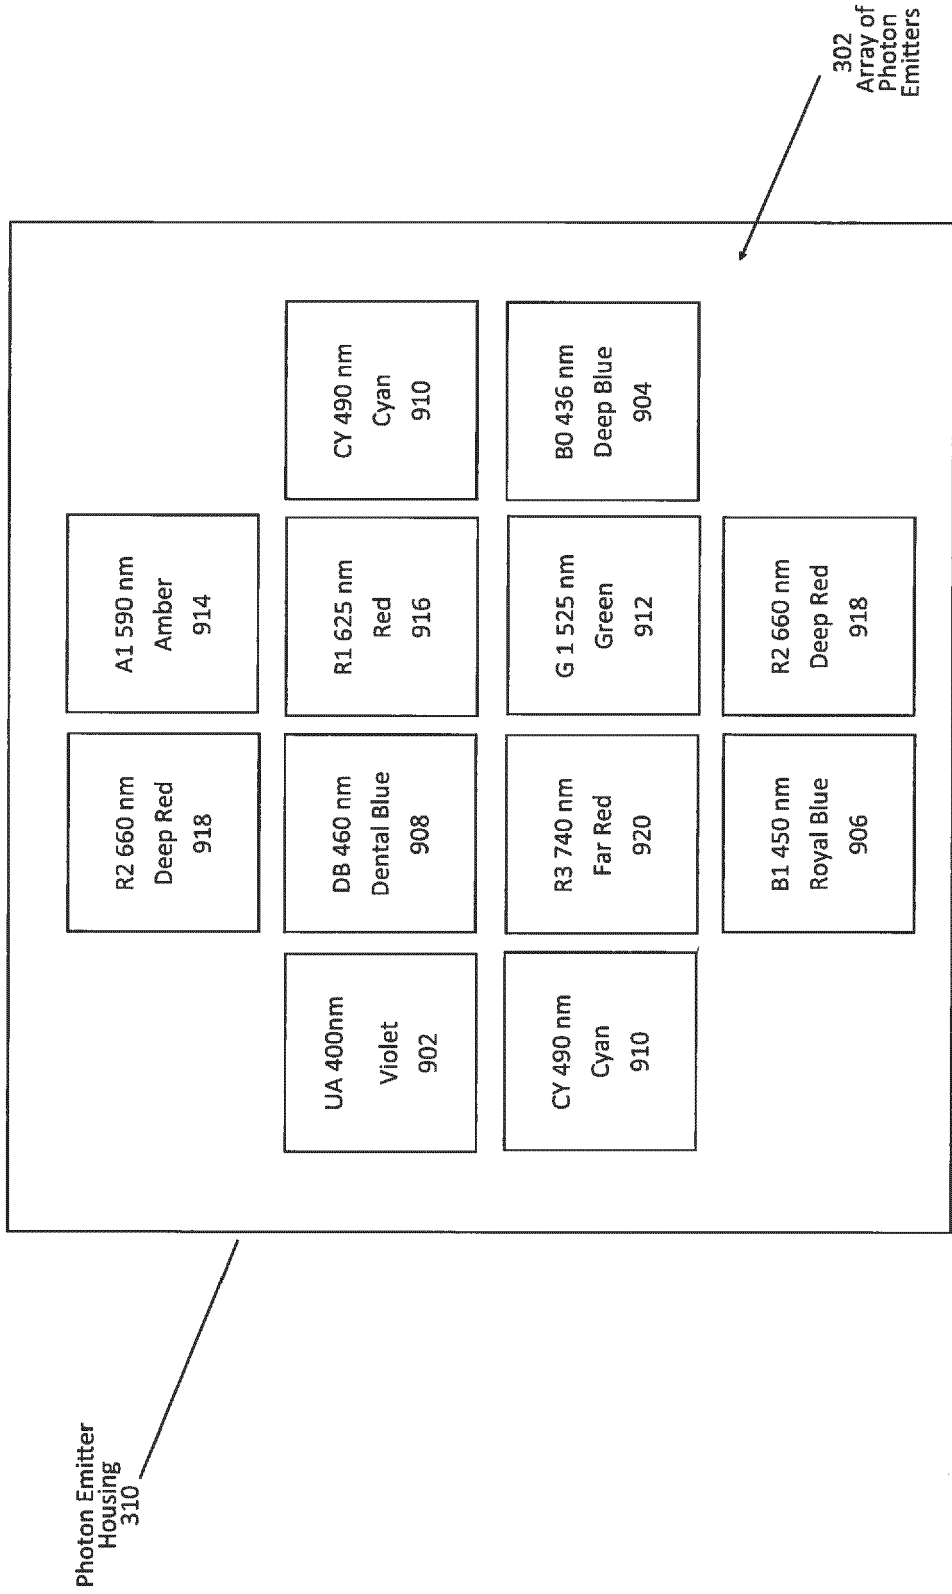 Photon Emitter
Housing
310
R2 660 nm
Deep Red
918
A1 590 nm
Amber
914
UA 400nm
Violet
902
DB 460 nm
Dental Blue
908
R1 625 nm
Red
916
CY 490 nm
Cyan
910
CY 490 nm
Cyan
910
R3 740 nm
Far Red
920
G 1 525 nm
Green
912
B0 436 nm
Deep Blue
904
B1 450 nm
Royal Blue
906
R2 660 nm
Deep Red
918
302
Array of
Photon
Emitters